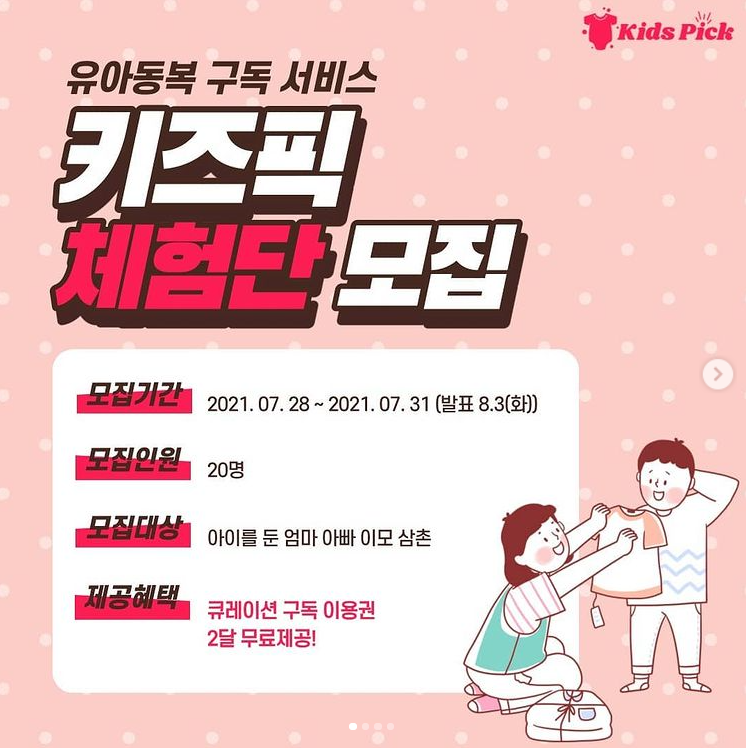 Kids Pick
유아동복 구독 서비스
키즈픽
체험단 모집
모집기간
2021. 07. 28 ~ 2021. 07. 31 (발표 8.3(화))
모집인원
20명
모집대상
아이를 둔 엄마 아빠 이모 삼촌
제공혜택
큐레이션 구독 이용권
2달 무료제공!